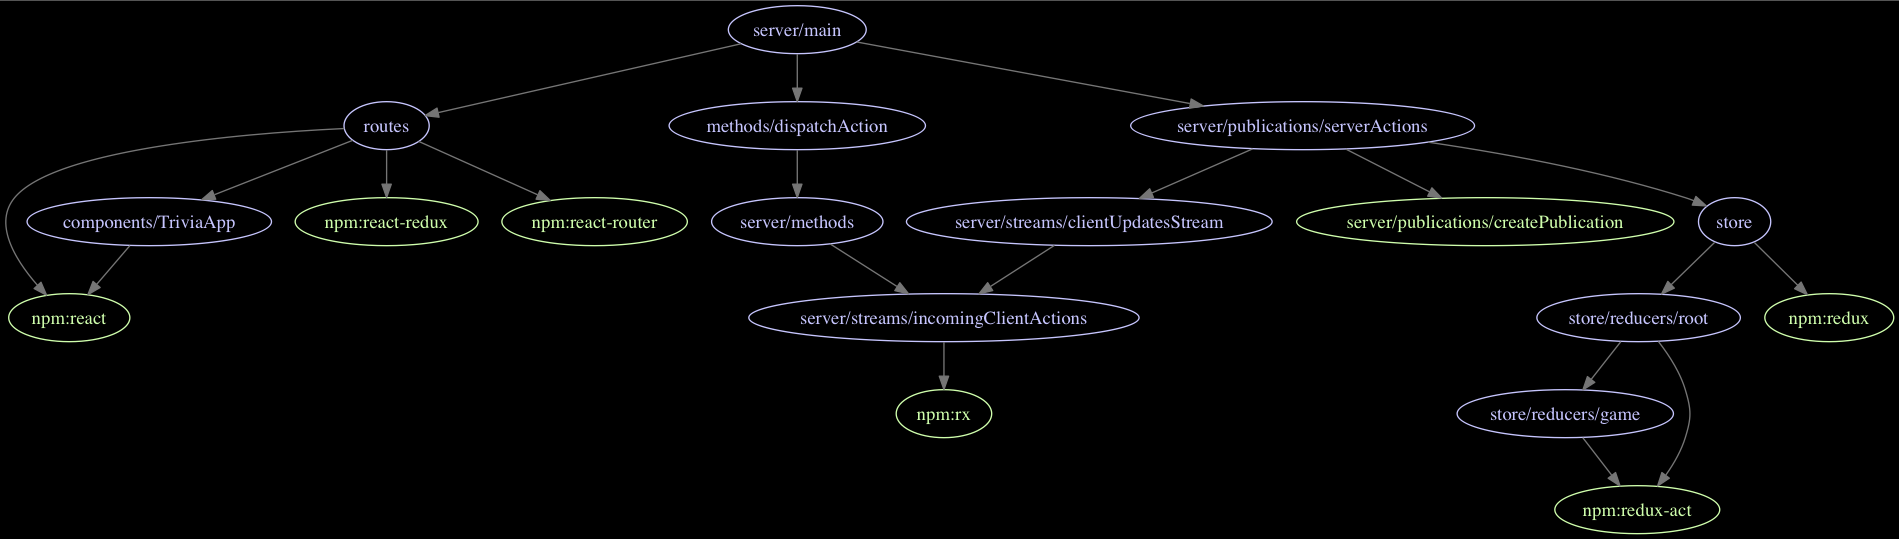 server/main
routes
methods/dispatchAction
server/publications/serverActions
components/TriviaApp
npm:react-redux
npm:react-router
server/methods
server/streams/clientUpdatesStream
server/publications/createPublication
store
npm:react
server/streams/incomingClientActions
store/reducers/root
npm:redux
npm:rx
store/reducers/game
npm:redux-act